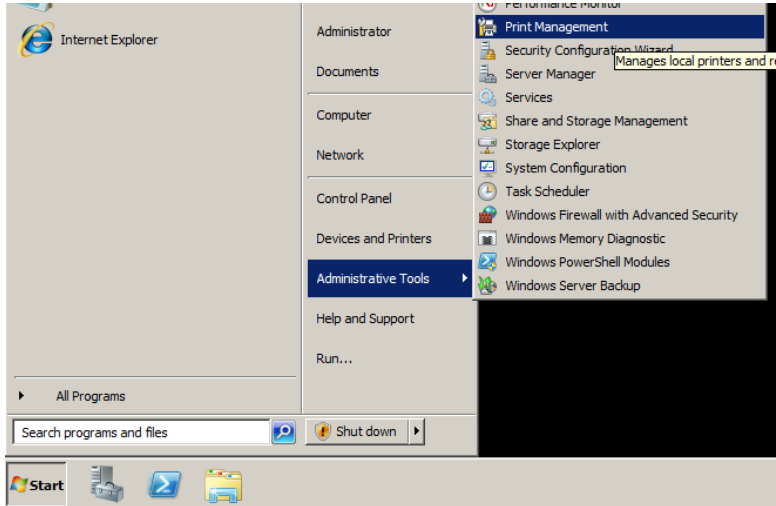 Internet Explorer
All Programs
Search programs and files
Administrator
Documents
Computer
Network
Control Panel
Devices and Printers
Administrative Tools
Help and Support
Run...
Shut down
Performance Monitor
Print Management
Security Configuration Wizard
Manages local printers and re
Server Manager
Services
Share and Storage Management
Storage Explorer
System Configuration
Task Scheduler
Windows Firewall with Advanced Security
Windows Memory Diagnostic
Windows PowerShell Modules
Windows Server Backup
Start